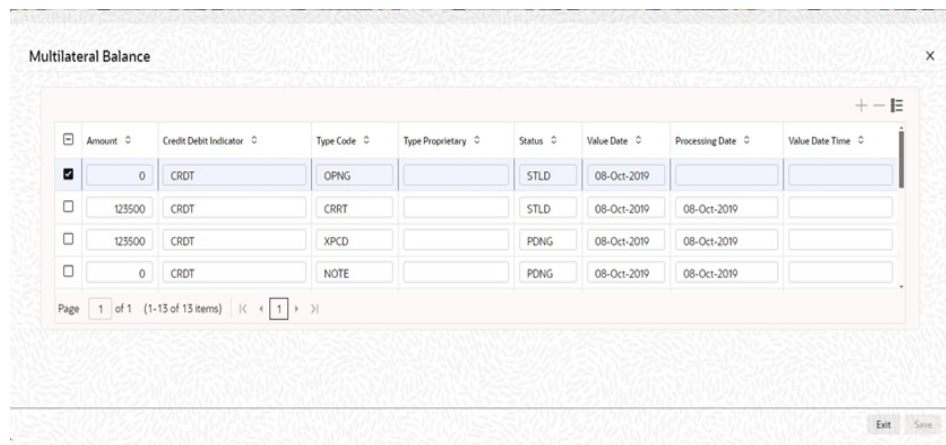 Multilateral Balance
Amount Credit Debit Indicator Type Code Type Proprietary Status Value Date Processing Date Value Date Time
0 CRDT OPNG STLD 08-Oct-2019
123500 CRDT CRRT STLD 08-Oct-2019 08-Oct-2019
123500 CRDT XPCD PDNG 08-Oct-2019 08-Oct-2019
0 CRDT NOTE PDNG 08-Oct-2019 08-Oct-2019
Page 1 of 1 (1-13 of 13 items) 1
Exit Save